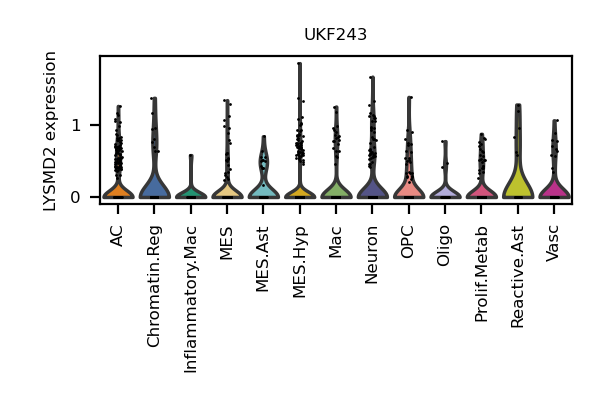 UKF243
LYSMD2 expression
1
0
AC
Chromatin.Reg
Inflammatory.Mac
MES
MES.Ast
MES.Hyp
Mac
Neuron
OPC
Oligo
Prolif.Metab
Reactive.Ast
Vasc